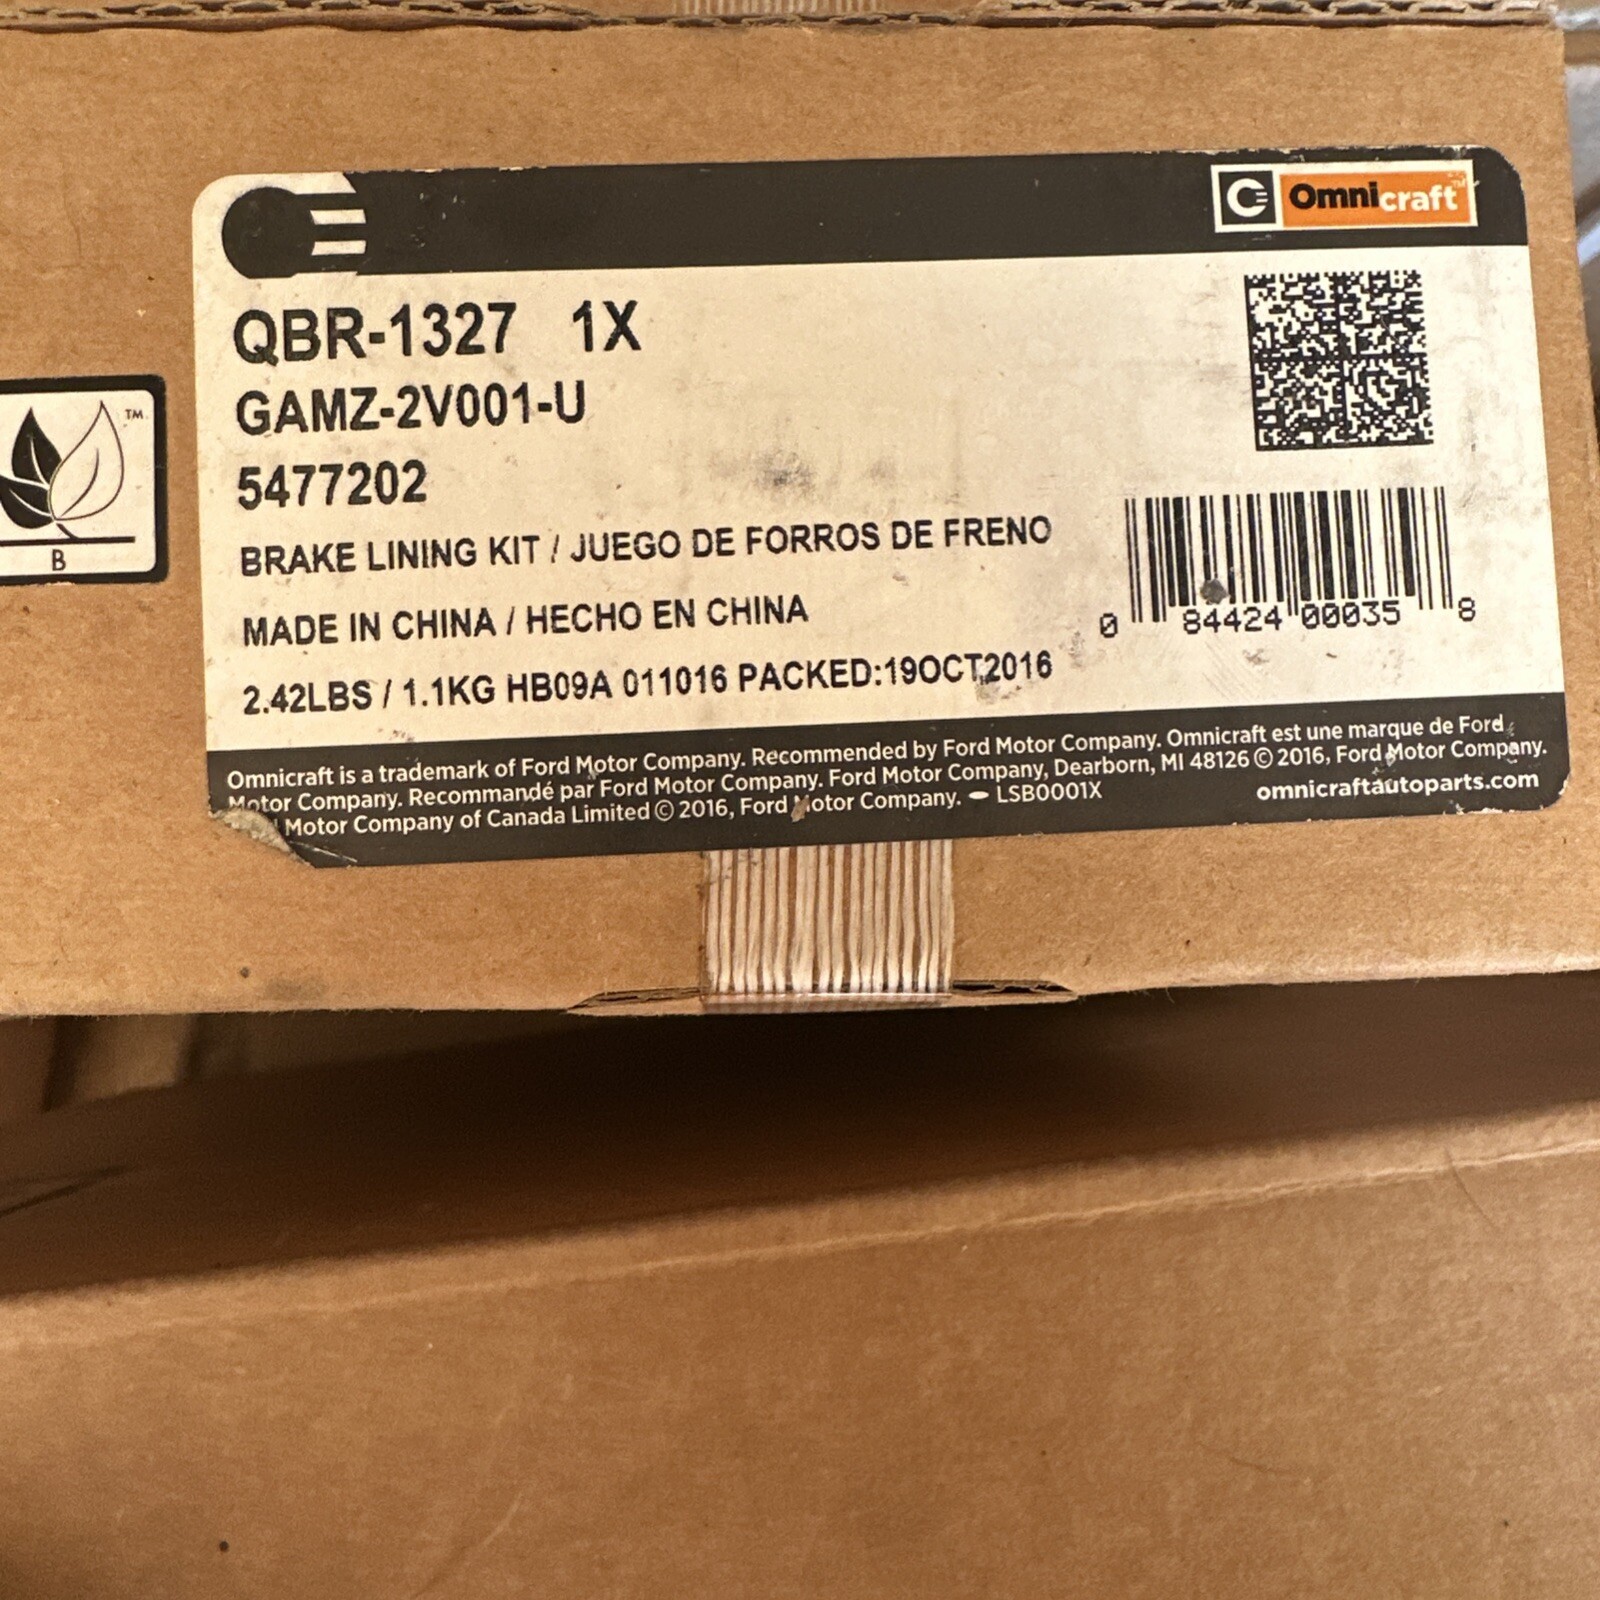 Omnicraft™
QBR-1327 1X
GAMZ-2V001-U
5477202
BRAKE LINING KIT / JUEGO DE FORROS DE FRENO
MADE IN CHINA / HECHO EN CHINA
2.42LBS / 1.1KG HB09A 011016 PACKED:19OCT2016
0 84424 00035 8
TM
B
Omnicraft is a trademark of Ford Motor Company. Recommended by Ford Motor Company. Omnicraft est une marque de Ford
Motor Company. Recommandé par Ford Motor Company. Ford Motor Company, Dearborn, MI 48126 © 2016, Ford Motor Company.
Motor Company of Canada Limited © 2016, Ford Motor Company. LSB0001X
omnicraftautoparts.com